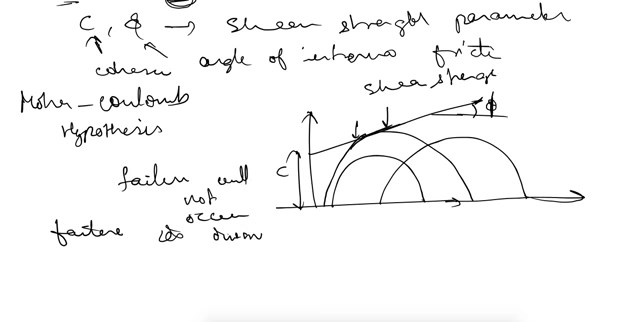 C, ϕ → shear strength parameter
cohesion angle of internal friction
shear strength
Mohr-coulomb
Hypothesis
ϕ
C
failure will
not
occur
failure is